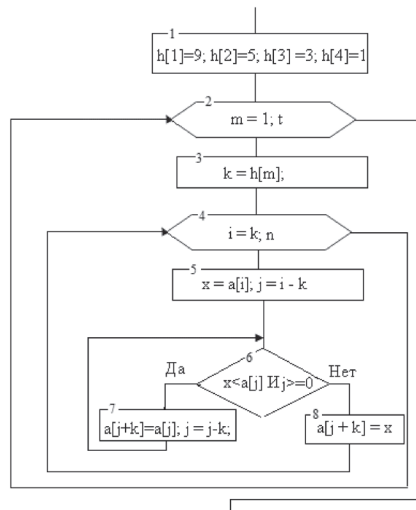 1
h[1]=9; h[2]=5; h[3] =3; h[4]=1
2
m = 1; t
3
k = h[m];
4
i = k; n
5
x = a[i]; j = i - k
6
Да
Нет
x<a[j] И j>=0
7
a[j+k]=a[j]; j = j-k;
8
a[j + k] = x